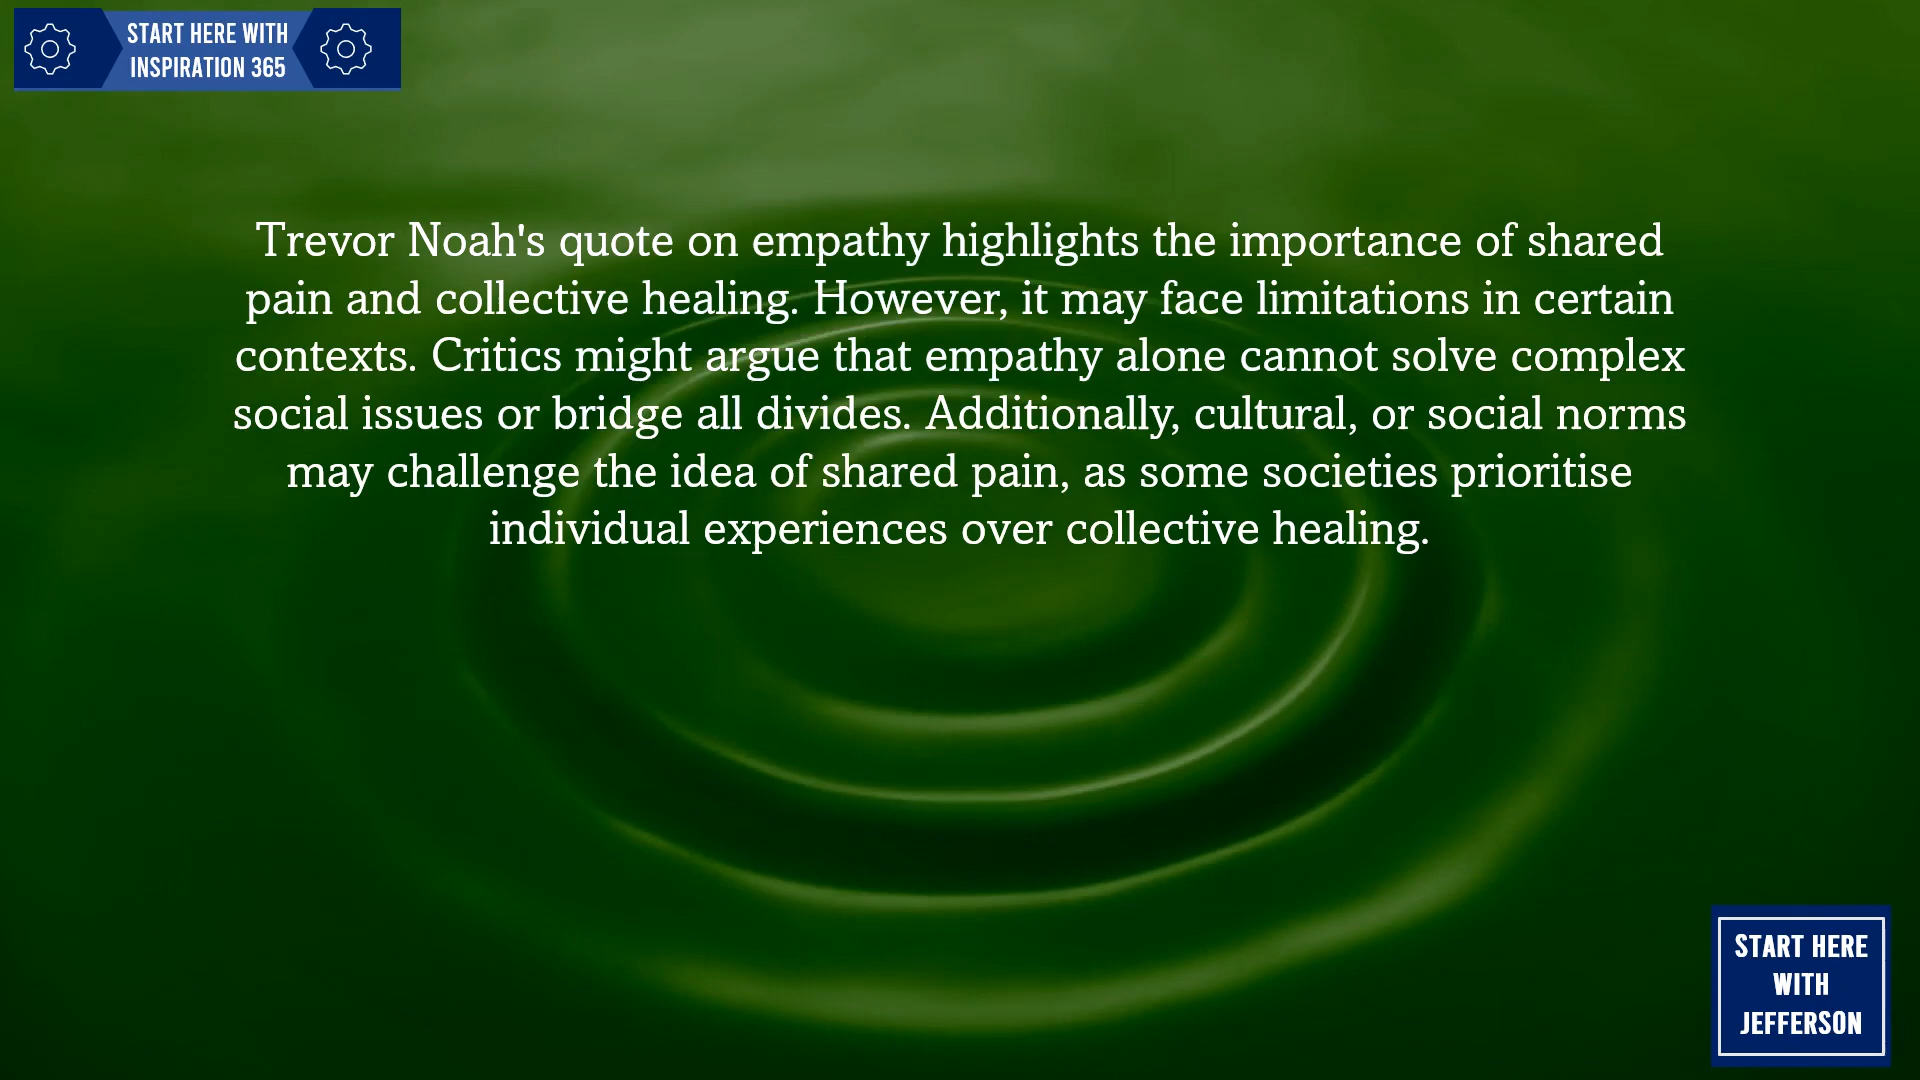 START HERE WITH
INSPIRATION 365
Trevor Noah's quote on empathy highlights the importance of shared
pain and collective healing. However, it may face limitations in certain
contexts. Critics might argue that empathy alone cannot solve complex
social issues or bridge all divides. Additionally, cultural, or social norms
may challenge the idea of shared pain, as some societies prioritise
individual experiences over collective healing.
START HERE
WITH
JEFFERSON